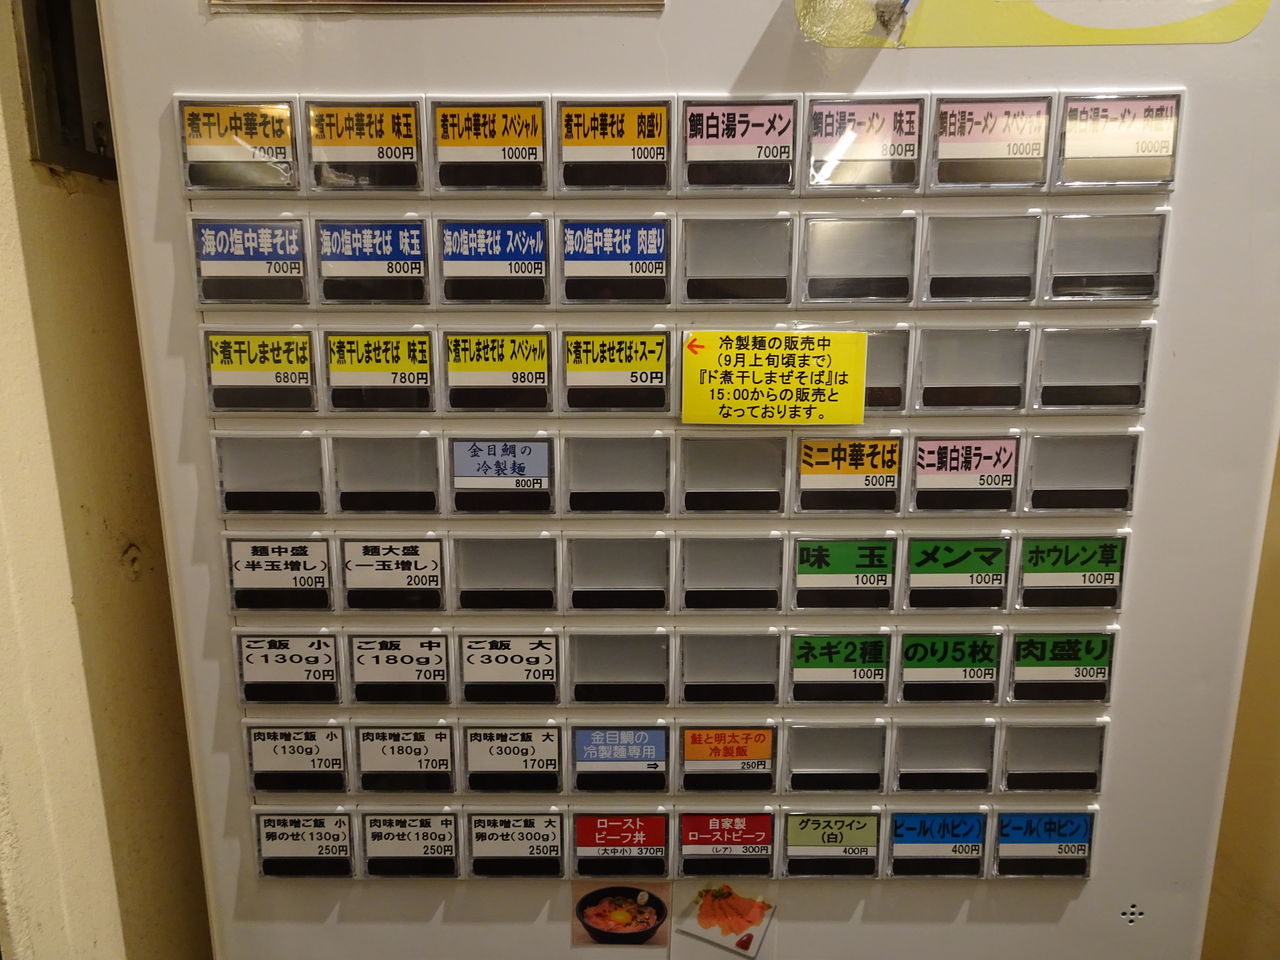 煮干し中華そば
700円
煮干し中華そば 味玉
800円
煮干し中華そば スペシャル
1000円
煮干し中華そば 肉盛り
1000円
鯛白湯ラーメン
700円
鯛白湯ラーメン 味玉
800円
鯛白湯ラーメン スペシャル
1000円
鯛白湯ラーメン 肉盛り
1000円
海の塩中華そば
700円
海の塩中華そば 味玉
800円
海の塩中華そば スペシャル
1000円
海の塩中華そば 肉盛り
1000円
ド煮干しませそば
680円
ド煮干しませそば 味玉
780円
ド煮干しませそば スペシャル
980円
ド煮干しませそば+スープ
50円
← 冷製麺の販売中
(9月上旬頃まで)
『ド煮干しまぜそば』は
15:00からの販売と
なっております。
金目鯛の
冷製麺
800円
ミニ中華そば
500円
ミニ鯛白湯ラーメン
500円
麺中盛
(半玉増し)
100円
麺大盛
(一玉増し)
200円
味 玉
100円
メンマ
100円
ホウレン草
100円
ご飯 小
(130g)
70円
ご飯 中
(180g)
70円
ご飯 大
(300g)
70円
ネギ2種
100円
のり5枚
100円
肉盛り
300円
肉味噌ご飯 小
(130g)
170円
肉味噌ご飯 中
(180g)
170円
肉味噌ご飯 大
(300g)
170円
金目鯛の
冷製麺専用
⇒
鮭と明太子の
冷製飯
250円
肉味噌ご飯 小
卵のせ(130g)
250円
肉味噌ご飯 中
卵のせ(180g)
250円
肉味噌ご飯 大
卵のせ(300g)
250円
ロースト
ビーフ丼
(大中小) 370円
自家製
ローストビーフ
(レア) 300円
グラスワイン
(白)
400円
ビール(小ビン)
400円
ビール(中ビン)
500円